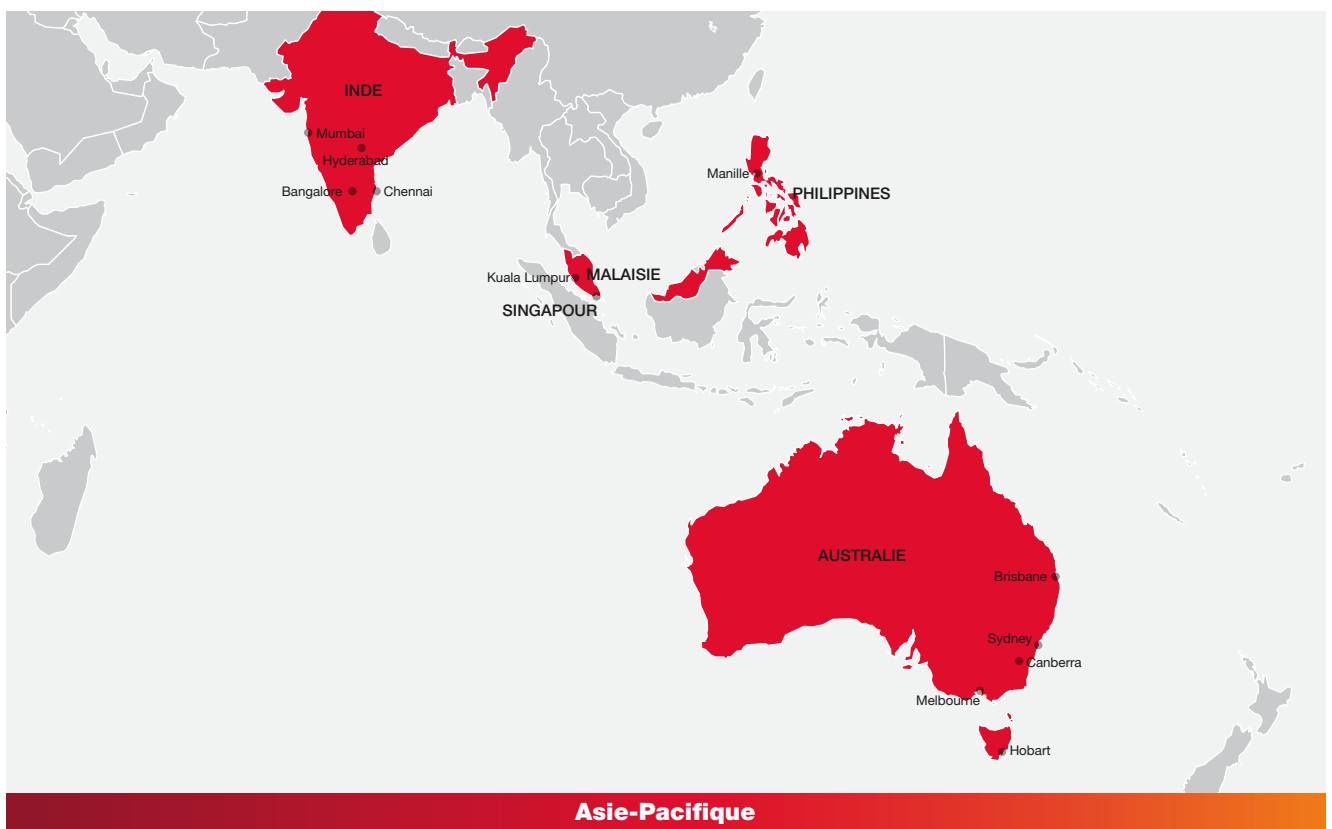 INDE
Mumbai
Hyderabad
Bangalore
Chennai
Manille
PHILIPPINES
Kuala Lumpur
MALAISIE
SINGAPOUR
AUSTRALIE
Brisbane
Sydney
Canberra
Melbourne
Hobart
Asie-Pacifique